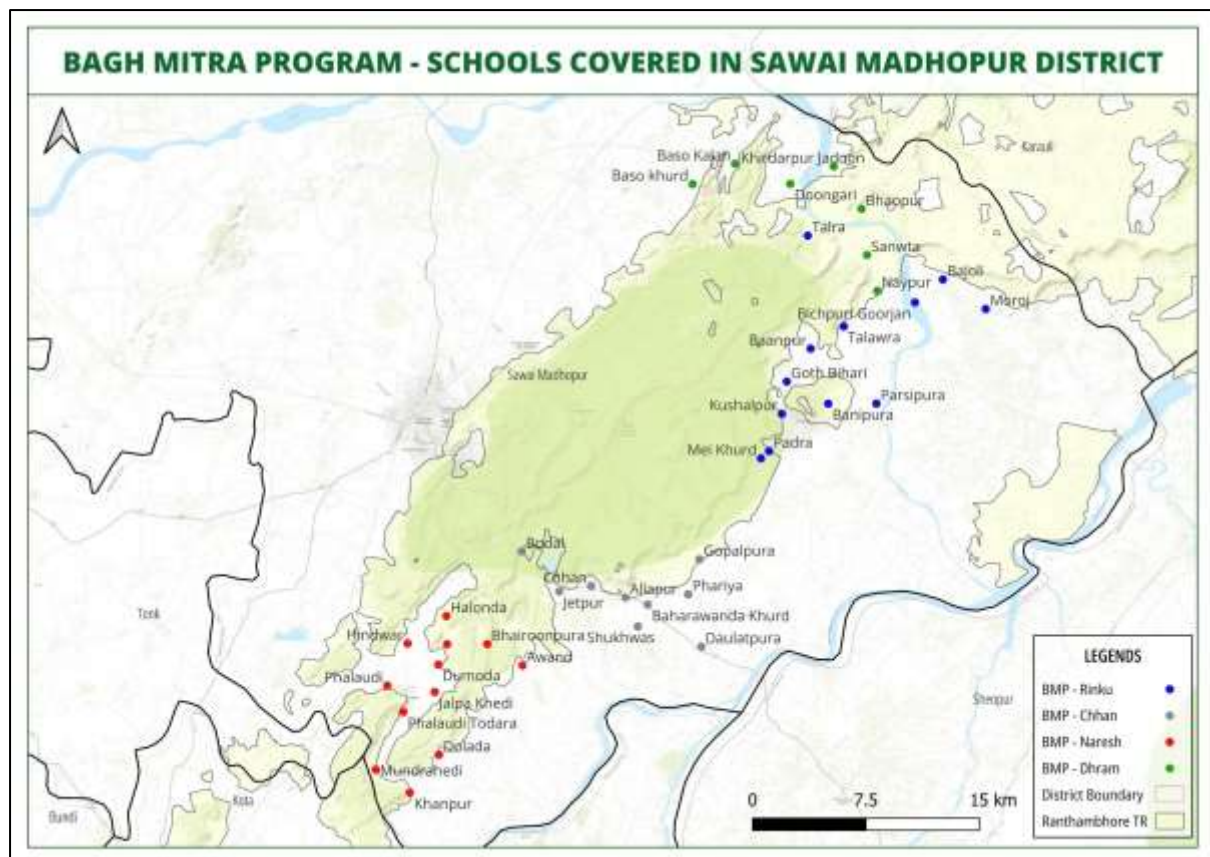 BAGH MITRA PROGRAM - SCHOOLS COVERED IN SAWAI MADHOPUR DISTRICT
Karauli
Baso Kalan
Khirdarpur Jadoon
Baso khurd
Doongari
Bhaopur
Talra
Sanwta
Bajoli
Naypur
Moroj
Bichpuri Goorjan
Talawra
Baanpur
Sawai Madhopur
Goth Bihari
Parsipura
Kushalpur
Banipura
Padra
Mei Khurd
Bodal
Gopalpura
Chhan
Jetpur
Allapur
Phariya
Halonda
Baharawanda Khurd
Tonk
Hindwar
Bhairoonpura
Shukhwas
Daulatpura
Awand
Dumoda
Phalaudi
Jalpa Khedi
Phalaudi Todara
Sheopur
Qolada
Mundrahedi
Khanpur
Kota
Bundi
0 7.5 15 km
LEGENDS
BMP - Rinku
BMP - Chhan
BMP - Naresh
BMP - Dhram
District Boundary
Ranthambhore TR